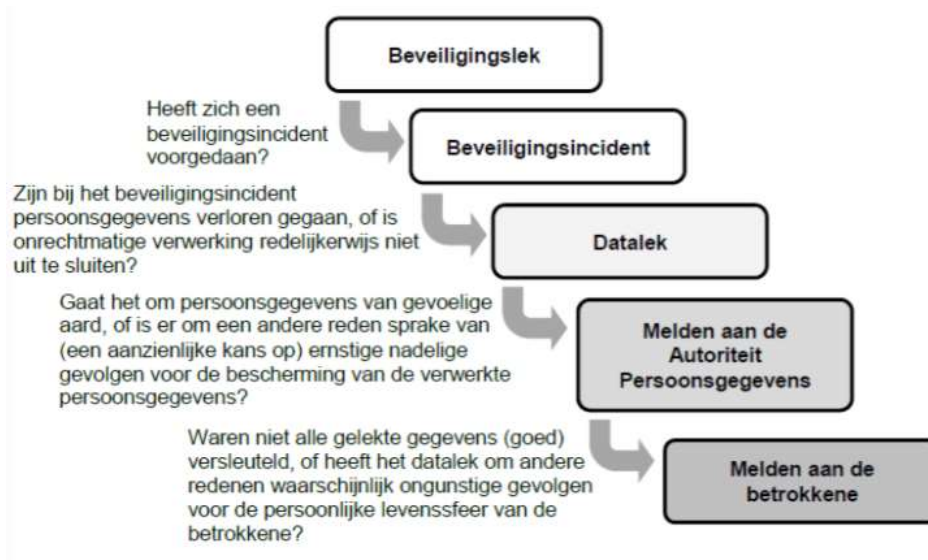 Beveiligingslek
Heeft zich een
beveiligingsincident
voorgedaan?
Beveiligingsincident
Zijn bij het beveiligingsincident
persoonsgegevens verloren gegaan, of is
onrechtmatige verwerking redelijkerwijs niet
uit te sluiten?
Datalek
Gaat het om persoonsgegevens van gevoelige
aard, of is er om een andere reden sprake van
(een aanzienlijke kans op) ernstige nadelige
gevolgen voor de bescherming van de verwerkte
persoonsgegevens?
Melden aan de
Autoriteit
Persoonsgegevens
Waren niet alle gelekte gegevens (goed)
versleuteld, of heeft het datalek om andere
redenen waarschijnlijk ongunstige gevolgen
voor de persoonlijke levenssfeer van de
betrokkene?
Melden aan de
betrokkene